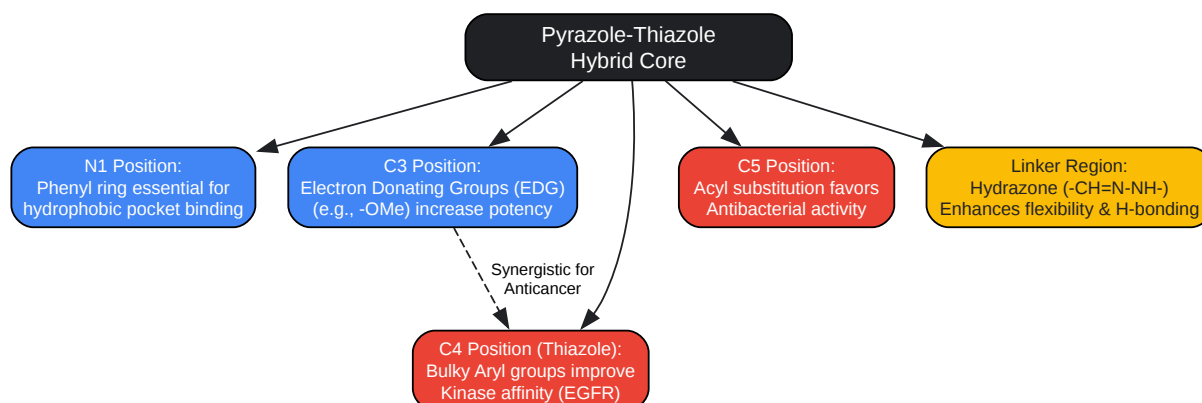 Pyrazole-Thiazole
Hybrid Core
N1 Position:
Phenyl ring essential for
hydrophobic pocket binding
C3 Position:
Electron Donating Groups (EDG)
(e.g., -OMe) increase potency
C5 Position:
Acyl substitution favors
Antibacterial activity
Linker Region:
Hydrazone (-CH=N-NH-)
Enhances flexibility & H-bonding
Synergistic for
Anticancer
C4 Position (Thiazole):
Bulky Aryl groups improve
Kinase affinity (EGFR)